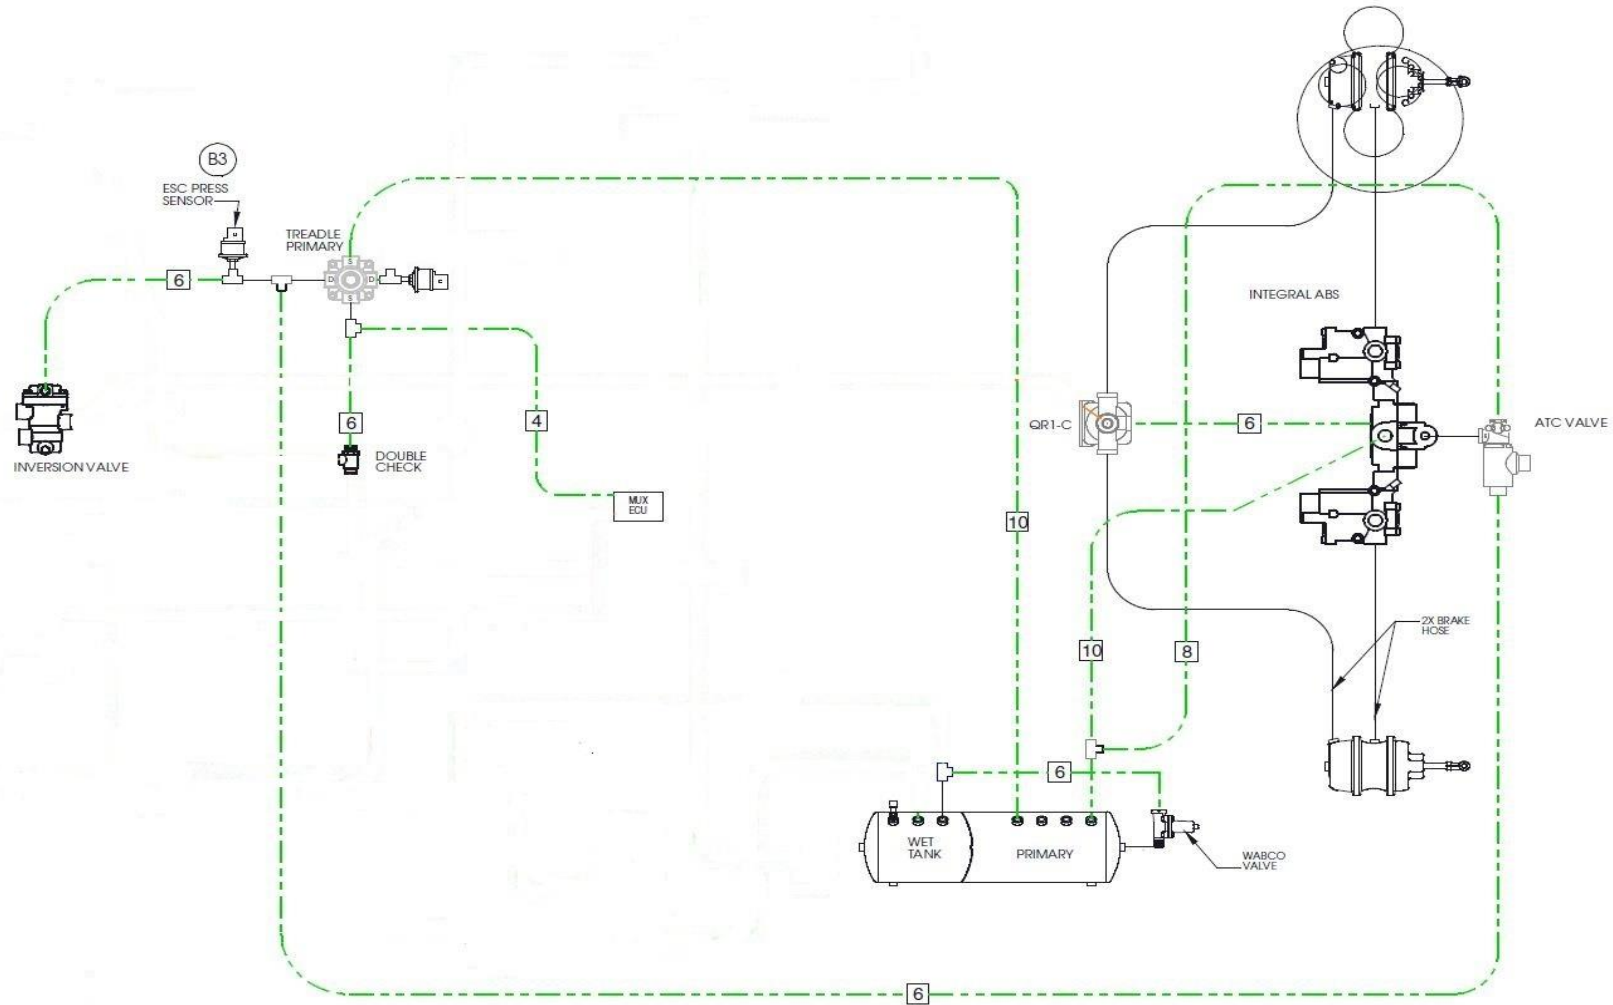 B3
ESC PRESS
SENSOR
TREADLE
PRIMARY
S
D
D
S
6
INVERSION VALVE
6
DOUBLE
CHECK
4
MUX
ECU
10
INTEGRAL ABS
QR1-C
6
ATC VALVE
10
8
2X BRAKE
HOSE
6
WET
TANK
PRIMARY
WABCO
VALVE
6